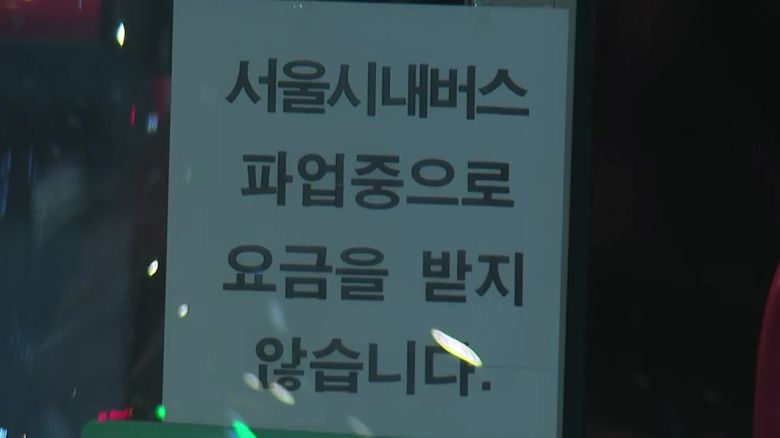 서울시내버스
파업중으로
요금을 받지
않습니다.